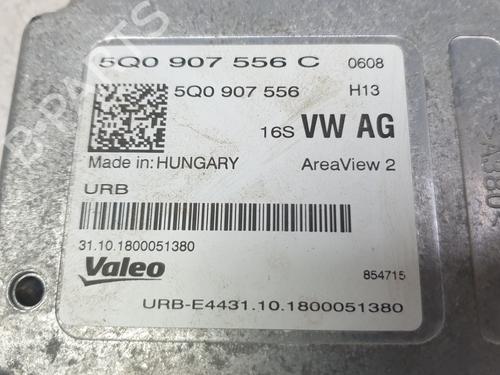 5Q0 907 556 C 0608
5Q0 907 556 H13
16S VW AG
Made in: HUNGARY AreaView 2
URB
31.10.1800051380
Valeo 854715
URB-E4431.10.1800051380